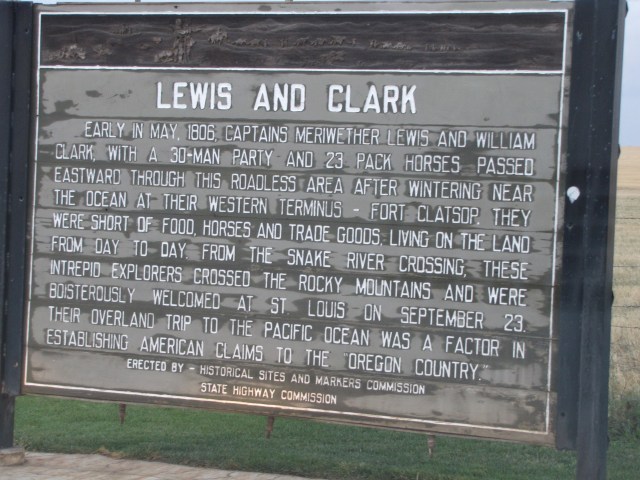 LEWIS AND CLARK
EARLY IN MAY, 1806, CAPTAINS MERIWETHER LEWIS AND WILLIAM
CLARK, WITH A 30-MAN PARTY AND 23 PACK HORSES PASSED
EASTWARD THROUGH THIS ROADLESS AREA AFTER WINTERING NEAR
THE OCEAN AT THEIR WESTERN TERMINUS - FORT CLATSOP. THEY
WERE SHORT OF FOOD, HORSES AND TRADE GOODS. LIVING ON THE LAND
FROM DAY TO DAY. FROM THE SNAKE RIVER CROSSING, THESE
INTREPID EXPLORERS CROSSED THE ROCKY MOUNTAINS AND WERE
BOISTEROUSLY WELCOMED AT ST. LOUIS ON SEPTEMBER 23.
THEIR OVERLAND TRIP TO THE PACIFIC OCEAN WAS A FACTOR IN
ESTABLISHING AMERICAN CLAIMS TO THE "OREGON COUNTRY."
ERECTED BY - HISTORICAL SITES AND MARKERS COMMISSION
STATE HIGHWAY COMMISSION